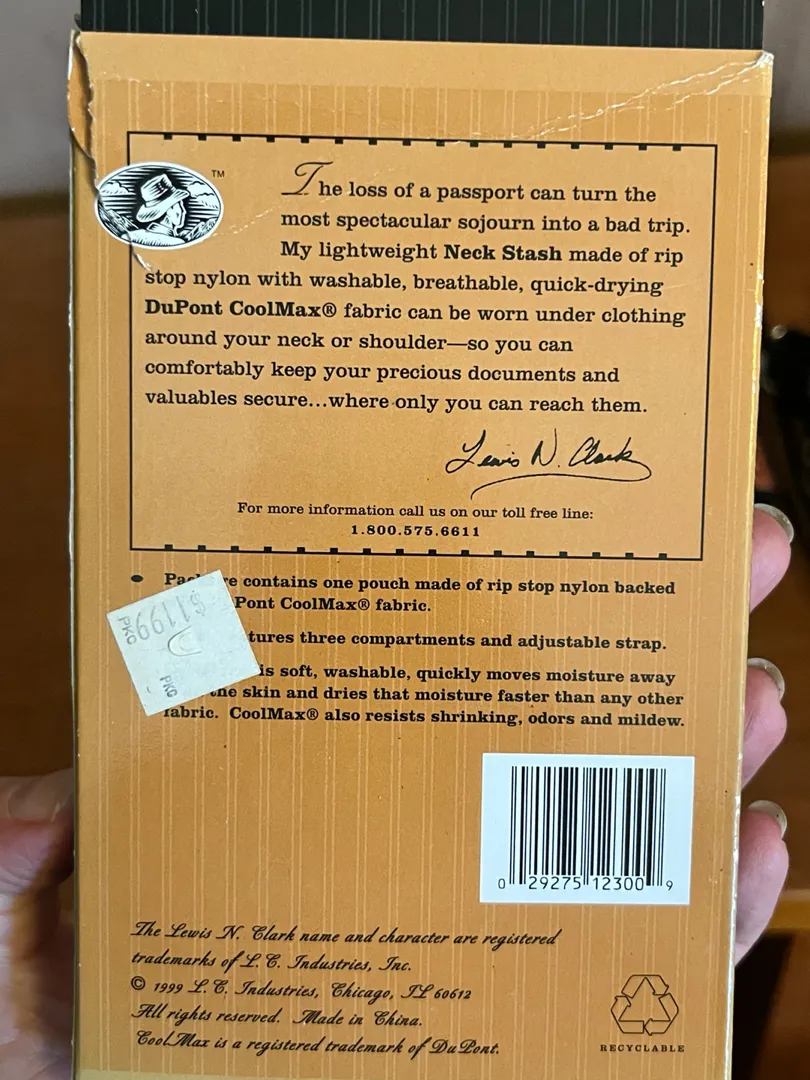 TM
The loss of a passport can turn the
most spectacular sojourn into a bad trip.
My lightweight Neck Stash made of rip
stop nylon with washable, breathable, quick-drying
DuPont CoolMax® fabric can be worn under clothing
around your neck or shoulder—so you can
comfortably keep your precious documents and
valuables secure...where only you can reach them.
Lewis N. Clark
For more information call us on our toll free line:
1.800.575.6611
• contains one pouch made of rip stop nylon backed
Pont CoolMax® fabric.
tures three compartments and adjustable strap.
is soft, washable, quickly moves moisture away
the skin and dries that moisture faster than any other
fabric. CoolMax® also resists shrinking, odors and mildew.
1199
PKG
PKG
0 29275 12300 9
The Lewis N. Clark name and character are registered
trademarks of L. C. Industries, Inc.
© 1999 L. C. Industries, Chicago, IL 60612
All rights reserved. Made in China.
CoolMax is a registered trademark of DuPont.
RECYCLABLE